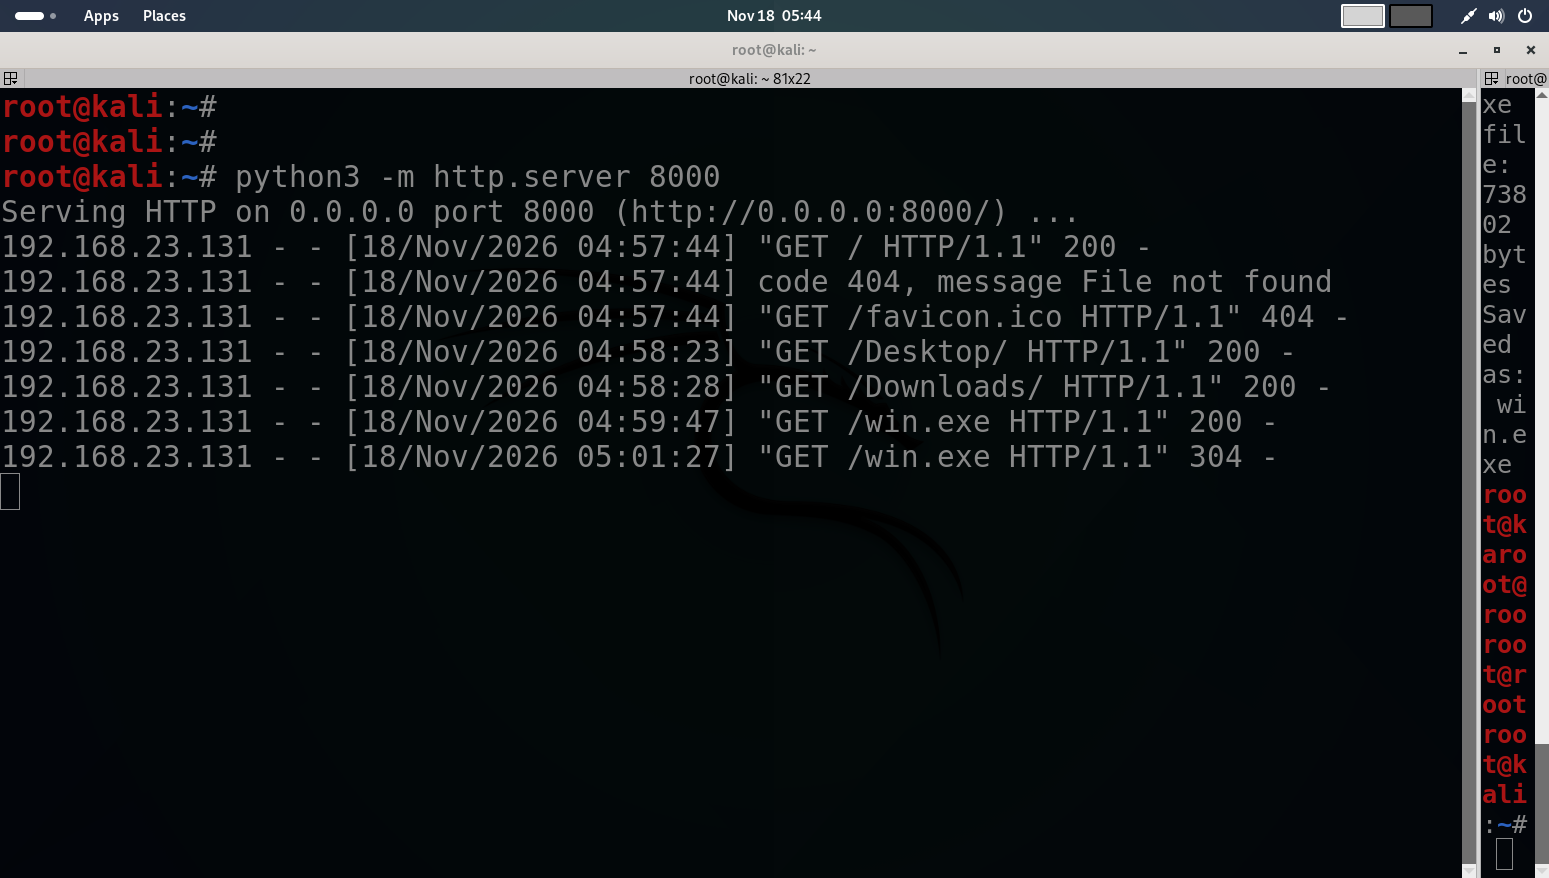 Apps Places Nov 18 05:44
root@kali: ~
root@kali: ~ 81x22
root@kali:~#
root@kali:~#
root@kali:~# python3 -m http.server 8000
Serving HTTP on 0.0.0.0 port 8000 (http://0.0.0.0:8000/) ...
192.168.23.131 - - [18/Nov/2026 04:57:44] "GET / HTTP/1.1" 200 -
192.168.23.131 - - [18/Nov/2026 04:57:44] code 404, message File not found
192.168.23.131 - - [18/Nov/2026 04:57:44] "GET /favicon.ico HTTP/1.1" 404 -
192.168.23.131 - - [18/Nov/2026 04:58:23] "GET /Desktop/ HTTP/1.1" 200 -
192.168.23.131 - - [18/Nov/2026 04:58:28] "GET /Downloads/ HTTP/1.1" 200 -
192.168.23.131 - - [18/Nov/2026 04:59:47] "GET /win.exe HTTP/1.1" 200 -
192.168.23.131 - - [18/Nov/2026 05:01:27] "GET /win.exe HTTP/1.1" 304 -
root@
xe
fil
e:
738
02
byt
es
Sav
ed
as:
wi
n.e
xe
roo
t@k
aro
ot@
roo
roo
t@r
oot
roo
t@k
ali
:~#